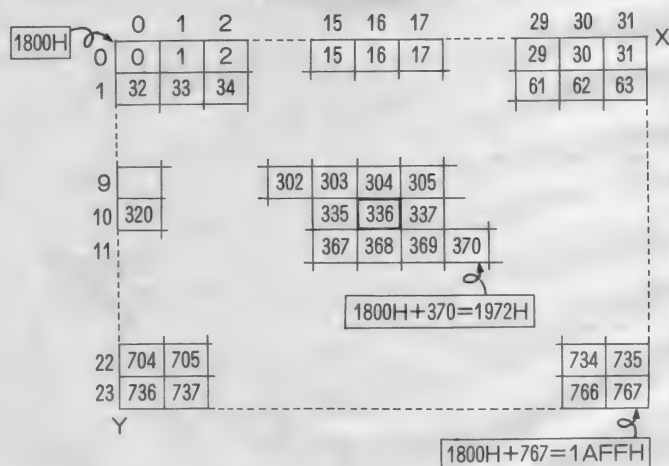 0 1 2 15 16 17 29 30 31
1800H X
0 0 1 2 15 16 17 29 30 31
1 32 33 34 61 62 63
9 302 303 304 305
10 320 335 336 337
11 367 368 369 370
1800H+370=1972H
22 704 705 734 735
23 736 737 766 767
Y
1800H+767=1AFFH